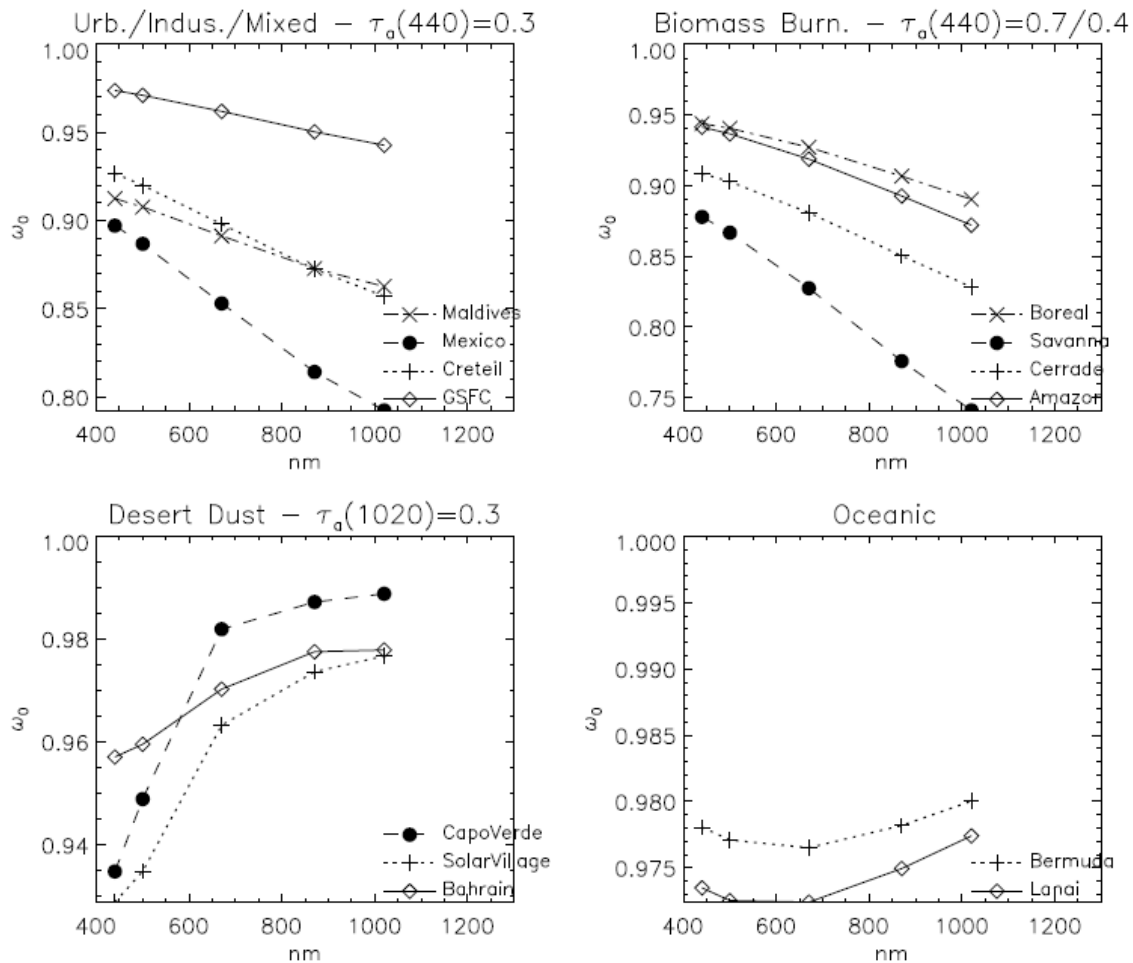 Urb./Indus./Mixed – τa(440)=0.3
1.00
0.95
0.90
0.85
0.80
ω0
Maldives
Mexico
Creteil
GSFC
400 600 800 1000 1200
nm
Biomass Burn. – τa(440)=0.7/0.4
1.00
0.95
0.90
0.85
0.80
0.75
ω0
Boreal
Savanna
Cerrade
Amazon
400 600 800 1000 1200
nm
Desert Dust – τa(1020)=0.3
1.00
0.98
0.96
0.94
ω0
CapoVerde
SolarVillage
Bahrain
400 600 800 1000 1200
nm
Oceanic
1.000
0.995
0.990
0.985
0.980
0.975
ω0
Bermuda
Lanai
400 600 800 1000 1200
nm